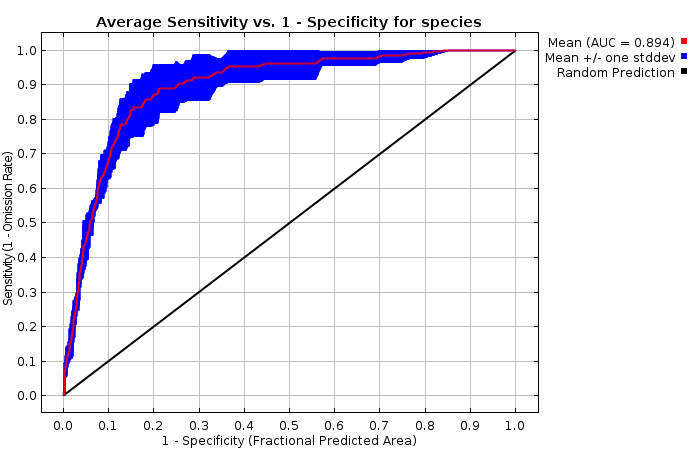 Average Sensitivity vs. 1 - Specificity for species
Mean (AUC = 0.894)
Mean +/- one stddev
Random Prediction
Sensitivity (1 - Omission Rate)
1.0
0.9
0.8
0.7
0.6
0.5
0.4
0.3
0.2
0.1
0.0
0.0 0.1 0.2 0.3 0.4 0.5 0.6 0.7 0.8 0.9 1.0
1 - Specificity (Fractional Predicted Area)